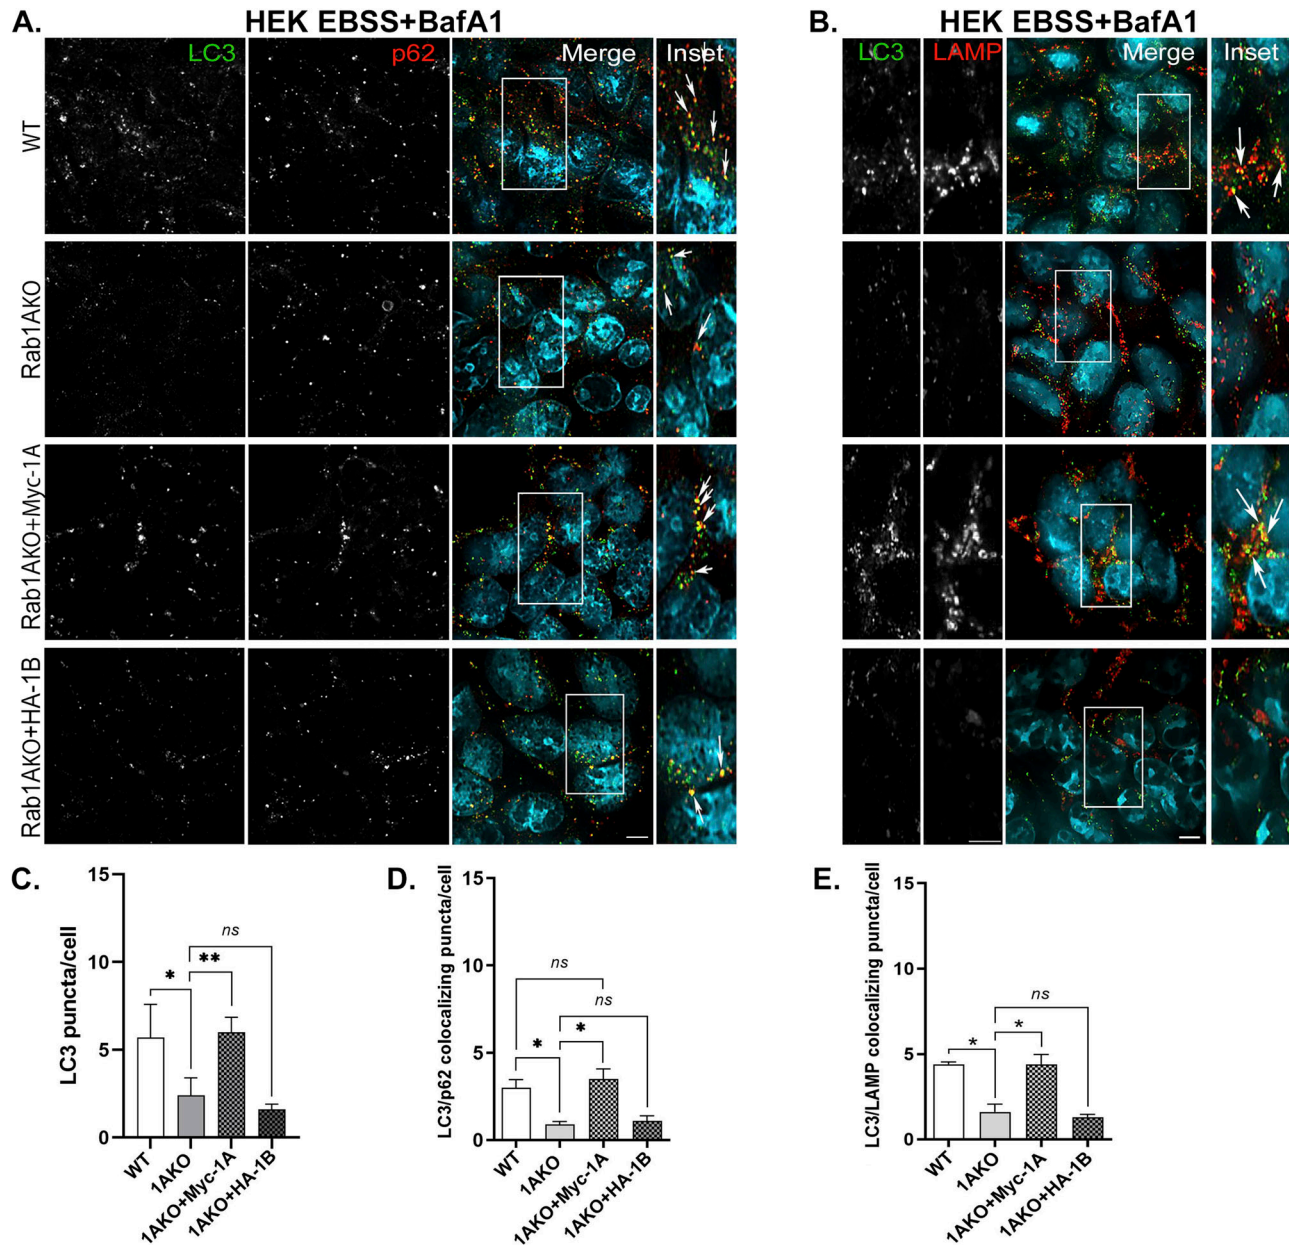 A.
HEK EBSS+BafA1
LC3
p62
Merge
Inset
WT
Rab1AKO
Rab1AKO+Myc-1A
Rab1AKO+HA-1B
B.
HEK EBSS+BafA1
LC3
LAMP
Merge
Inset
C.
LC3 puncta/cell
15
10
5
0
*
**
ns
WT
1AKO
1AKO+Myc-1A
1AKO+HA-1B
D.
LC3/p62 colocalizing puncta/cell
15
10
5
0
ns
ns
*
*
WT
1AKO
1AKO+Myc-1A
1AKO+HA-1B
E.
LC3/LAMP colocalizing puncta/cell
15
10
5
0
ns
*
*
WT
1AKO
1AKO+Myc-1A
1AKO+HA-1B